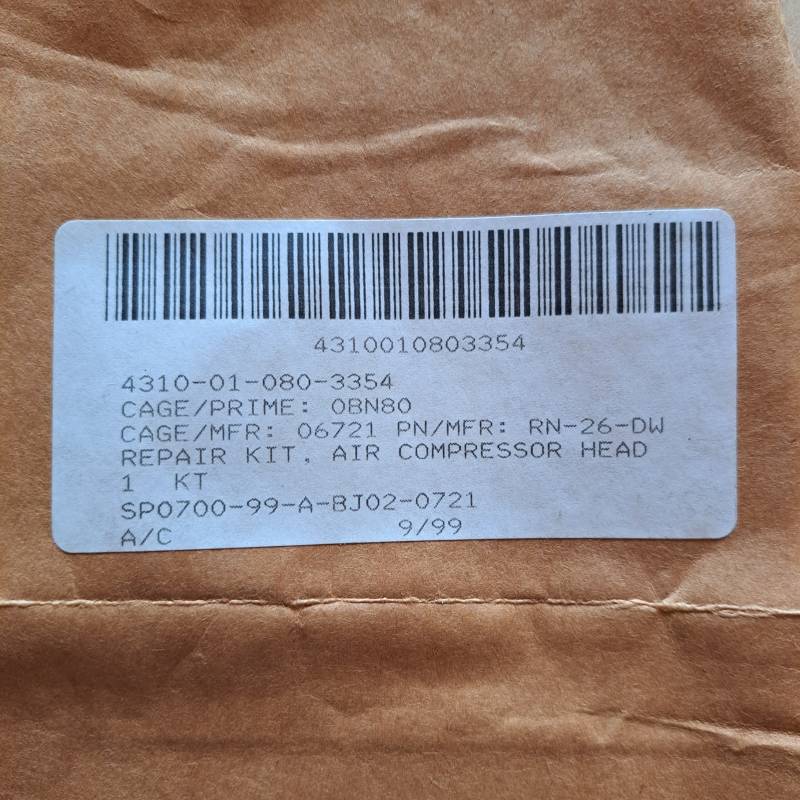 4310010803354
4310-01-080-3354
CAGE/PRIME: 0BN80
CAGE/MFR: 06721 PN/MFR: RN-26-DW
REPAIR KIT, AIR COMPRESSOR HEAD
1 KT
SP0700-99-A-BJ02-0721
A/C 9/99